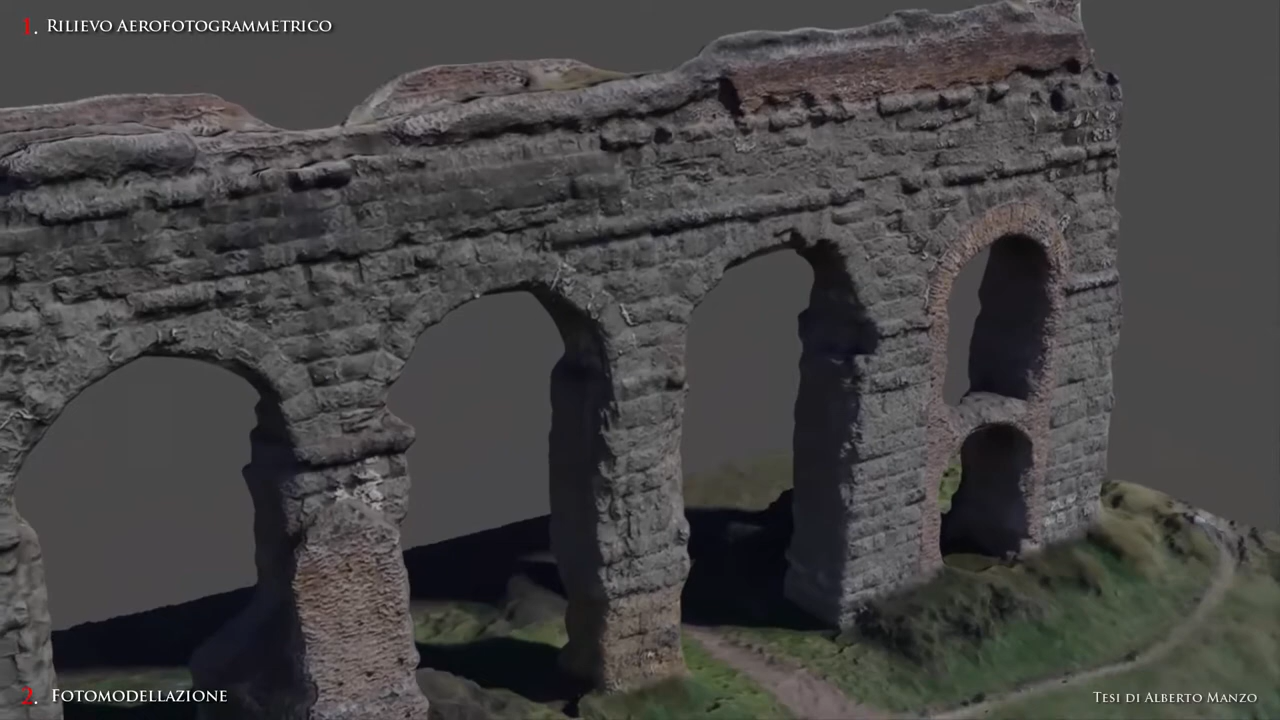 1. Rilievo Aerofotogrammetrico
2. Fotomodellazione
Tesi di Alberto Manzo